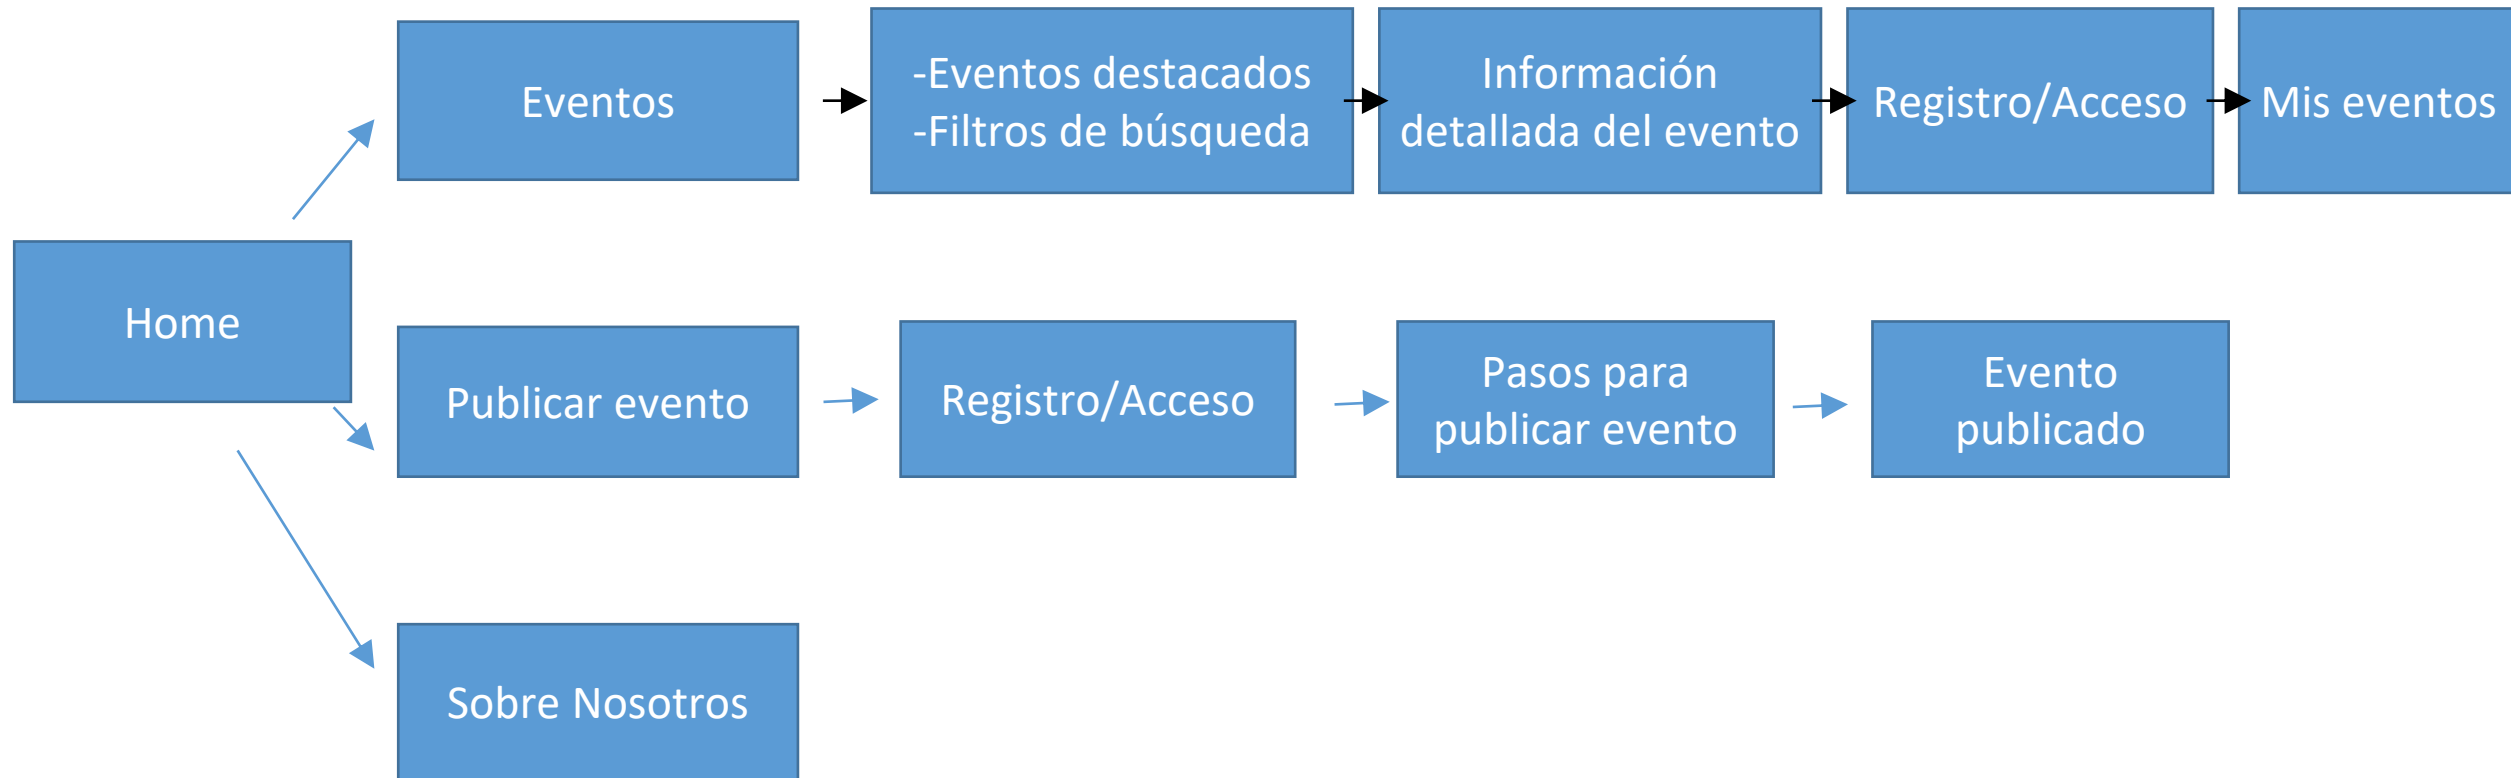 Home
Eventos
-Eventos destacados
-Filtros de búsqueda
Información
detallada del evento
Registro/Acceso
Mis eventos
Publicar evento
Registro/Acceso
Pasos para
publicar evento
Evento
publicado
Sobre Nosotros